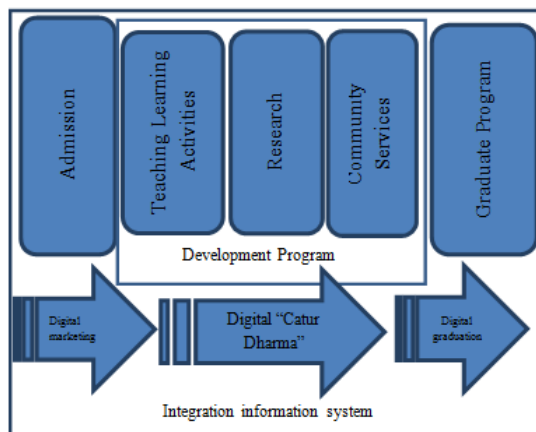 Admission
Teaching Learning
Activities
Research
Community
Services
Graduate Program
Development Program
Digital
marketing
Digital “Catur
Dharma”
Digital
graduation
Integration information system